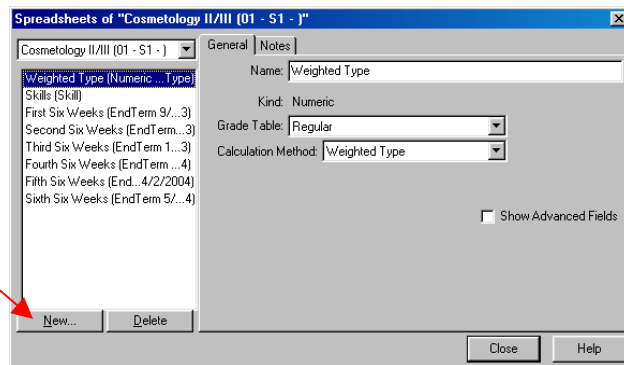 Spreadsheets of "Cosmetology II/III (01 - S1 - )"
Cosmetology II/III (01 - S1 - )
General
Notes
Weighted Type (Numeric ...Type)
Skills (Skill)
First Six Weeks (EndTerm 9/...3)
Second Six Weeks (EndTerm...3)
Third Six Weeks (EndTerm 1...3)
Fourth Six Weeks (EndTerm ...4)
Fifth Six Weeks (End...4/2/2004)
Sixth Six Weeks (EndTerm 5/...4)
Name: Weighted Type
Kind: Numeric
Grade Table: Regular
Calculation Method: Weighted Type
Show Advanced Fields
New...
Delete
Close
Help